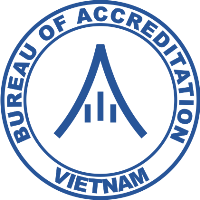 BUREAU OF ACCREDITATION
VIETNAM